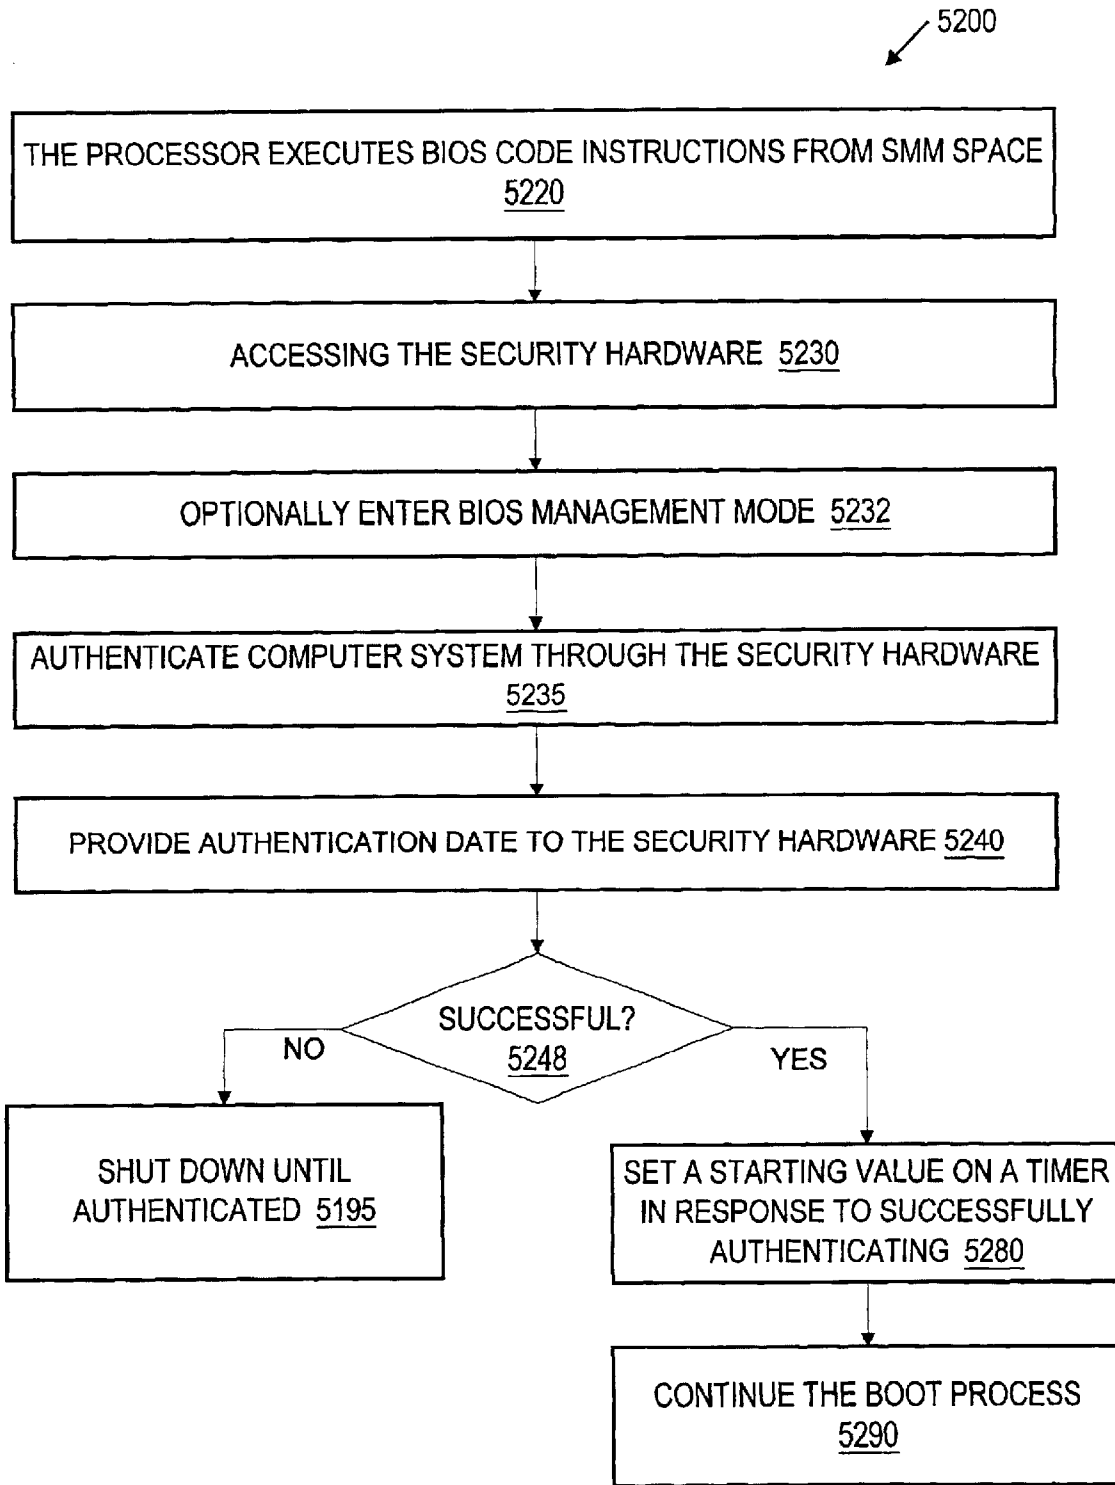 5200
THE PROCESSOR EXECUTES BIOS CODE INSTRUCTIONS FROM SMM SPACE
5220
ACCESSING THE SECURITY HARDWARE 5230
OPTIONALLY ENTER BIOS MANAGEMENT MODE 5232
AUTHENTICATE COMPUTER SYSTEM THROUGH THE SECURITY HARDWARE
5235
PROVIDE AUTHENTICATION DATE TO THE SECURITY HARDWARE 5240
SUCCESSFUL?
5248
NO
YES
SHUT DOWN UNTIL
AUTHENTICATED 5195
SET A STARTING VALUE ON A TIMER
IN RESPONSE TO SUCCESSFULLY
AUTHENTICATING 5280
CONTINUE THE BOOT PROCESS
5290